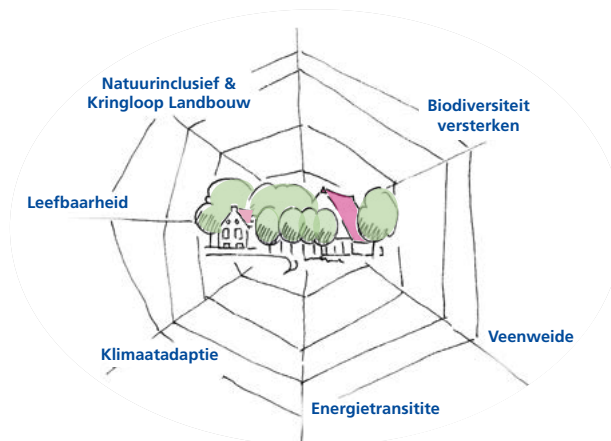 Natuurinclusief &
Kringloop Landbouw
Biodiversiteit
versterken
Leefbaarheid
Veenweide
Klimaatadaptie
Energietransitite